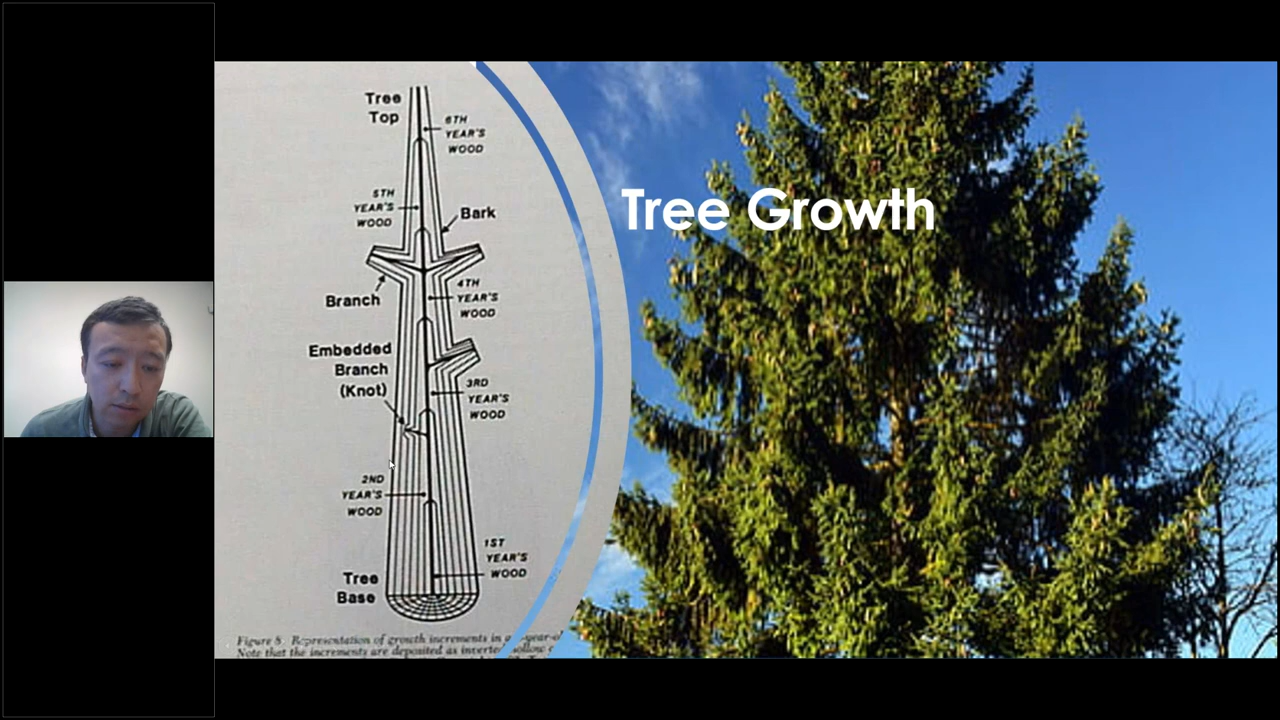 Tree Growth
Tree
Top
6TH
YEAR'S
WOOD
5TH
YEAR'S
WOOD
Bark
Branch
4TH
YEAR'S
WOOD
Embedded
Branch
(Knot)
3RD
YEAR'S
WOOD
2ND
YEAR'S
WOOD
1ST
YEAR'S
WOOD
Tree
Base
Figure 8. Representation of growth increments in a
Note that the increments are deposited as inverted